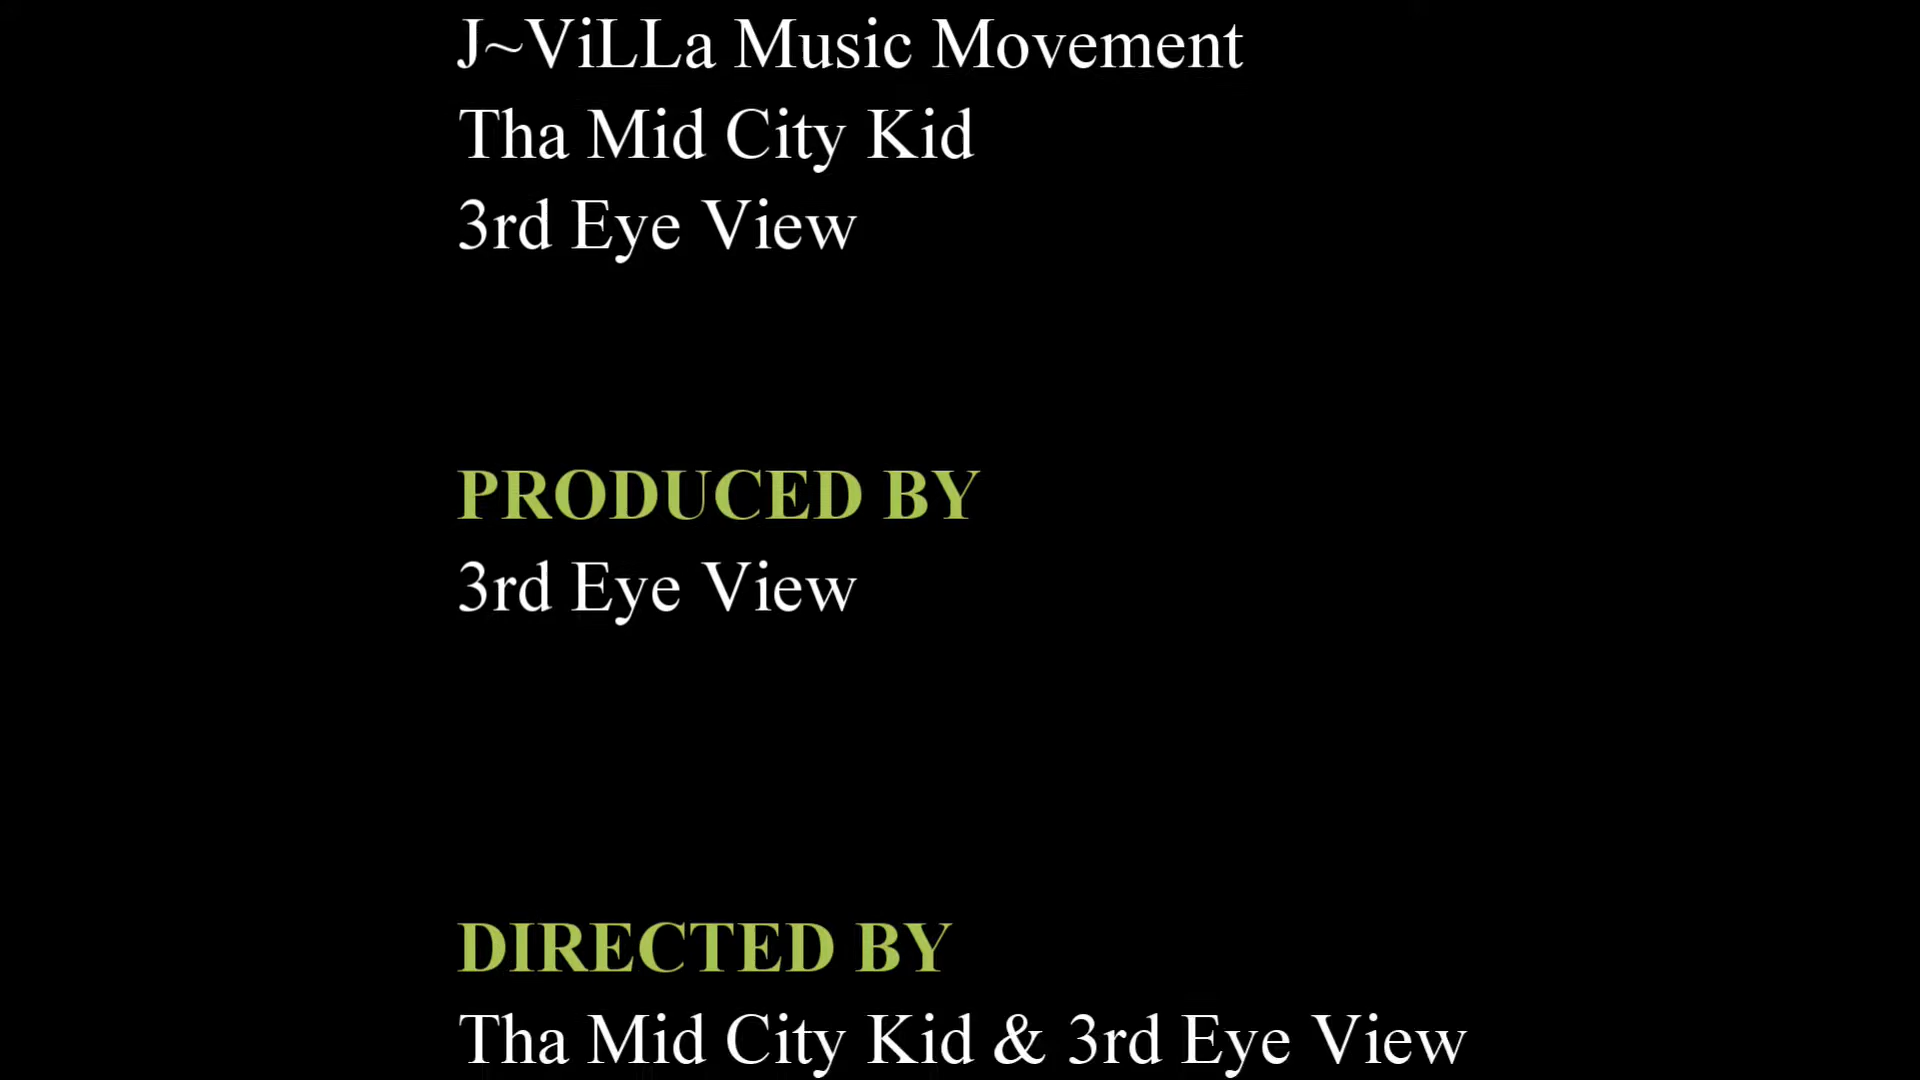 J~ViLLa Music Movement
Tha Mid City Kid
3rd Eye View
PRODUCED BY
3rd Eye View
DIRECTED BY
Tha Mid City Kid & 3rd Eye View